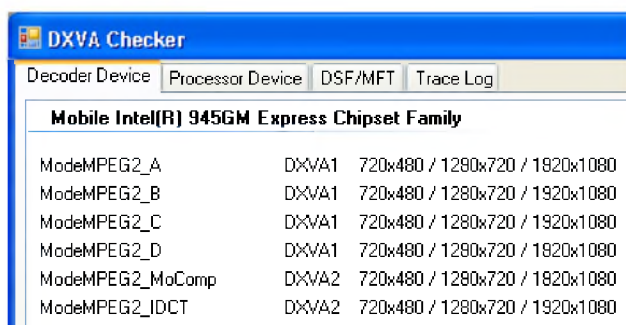 DXVA Checker
Decoder Device Processor Device DSF/MFT Trace Log
Mobile Intel(R) 945GM Express Chipset Family
ModeMPEG2_A DXVA1 720x480 / 1280x720 / 1920x1080
ModeMPEG2_B DXVA1 720x480 / 1280x720 / 1920x1080
ModeMPEG2_C DXVA1 720x480 / 1280x720 / 1920x1080
ModeMPEG2_D DXVA1 720x480 / 1280x720 / 1920x1080
ModeMPEG2_MoComp DXVA2 720x480 / 1280x720 / 1920x1080
ModeMPEG2_IDCT DXVA2 720x480 / 1280x720 / 1920x1080